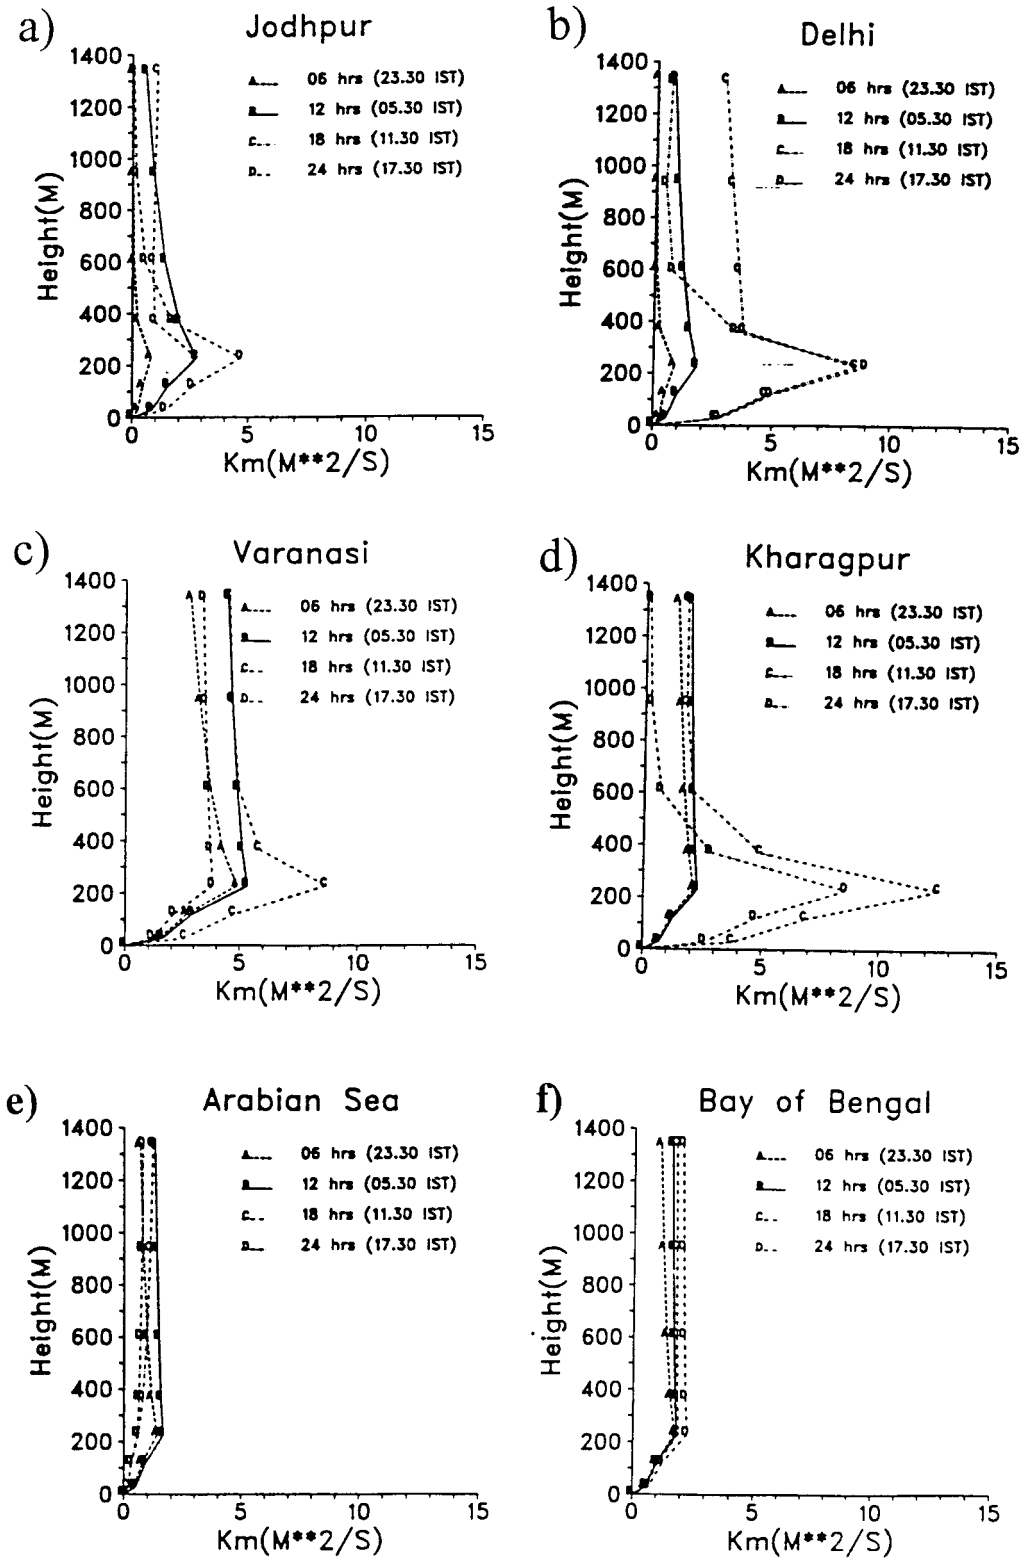 a)
Jodhpur
A---- 06 hrs (23.30 IST)
B—— 12 hrs (05.30 IST)
C--.. 18 hrs (11.30 IST)
D-- 24 hrs (17.30 IST)
1400
1200
1000
800
600
400
200
0
Height(M)
0 5 10 15
Km(M**2/S)
b)
Delhi
A---- 06 hrs (23.30 IST)
B—— 12 hrs (05.30 IST)
C--.. 18 hrs (11.30 IST)
D—— 24 hrs (17.30 IST)
1400
1200
1000
800
600
400
200
0
Height(M)
0 5 10 15
Km(M**2/S)
c)
Varanasi
A---- 06 hrs (23.30 IST)
B—— 12 hrs (05.30 IST)
C-- 18 hrs (11.30 IST)
D-- 24 hrs (17.30 IST)
1400
1200
1000
800
600
400
200
0
Height(M)
0 5 10 15
Km(M**2/S)
d)
Kharagpur
A---- 06 hrs (23.30 IST)
B—— 12 hrs (05.30 IST)
C—— 18 hrs (11.30 IST)
D-- 24 hrs (17.30 IST)
1400
1200
1000
800
600
400
200
0
Height(M)
0 5 10 15
Km(M**2/S)
e)
Arabian Sea
A---- 06 hrs (23.30 IST)
B—— 12 hrs (05.30 IST)
C-- 18 hrs (11.30 IST)
D-- 24 hrs (17.30 IST)
1400
1200
1000
800
600
400
200
0
Height(M)
0 5 10 15
Km(M**2/S)
f)
Bay of Bengal
A---- 06 hrs (23.30 IST)
B—— 12 hrs (05.30 IST)
C-- 18 hrs (11.30 IST)
D-- 24 hrs (17.30 IST)
1400
1200
1000
800
600
400
200
0
Height(M)
0 5 10 15
Km(M**2/S)